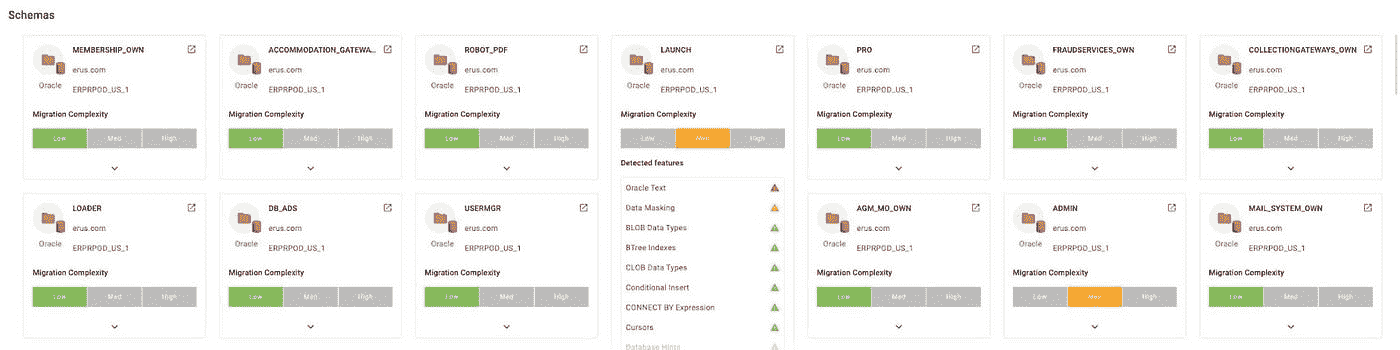 Schemas
MEMBERSHIP_OWN
erus.com
Oracle
ERPRPOD_US_1
Migration Complexity
Low Med High
ACCOMMODATION_GATEWA...
erus.com
Oracle
ERPRPOD_US_1
Migration Complexity
Low Med High
ROBOT_PDF
erus.com
Oracle
ERPRPOD_US_1
Migration Complexity
Low Med High
LAUNCH
erus.com
Oracle
ERPRPOD_US_1
Migration Complexity
Low Med High
Detected features
Oracle Text
Data Masking
BLOB Data Types
BTree Indexes
CLOB Data Types
Conditional Insert
CONNECT BY Expression
Cursors
Database Hints
PRO
erus.com
Oracle
ERPRPOD_US_1
Migration Complexity
Low Med High
FRAUDSERVICES_OWN
erus.com
Oracle
ERPRPOD_US_1
Migration Complexity
Low Med High
COLLECTIONGATEWAYS_OWN
erus.com
Oracle
ERPRPOD_US_1
Migration Complexity
Low Med High
LOADER
erus.com
Oracle
ERPRPOD_US_1
Migration Complexity
Low Med High
DB_ADS
erus.com
Oracle
ERPRPOD_US_1
Migration Complexity
Low Med High
USERMGR
erus.com
Oracle
ERPRPOD_US_1
Migration Complexity
Low Med High
AGM_MO_OWN
erus.com
Oracle
ERPRPOD_US_1
Migration Complexity
Low Med High
ADMIN
erus.com
Oracle
ERPRPOD_US_1
Migration Complexity
Low Med High
MAIL_SYSTEM_OWN
erus.com
Oracle
ERPRPOD_US_1
Migration Complexity
Low Med High